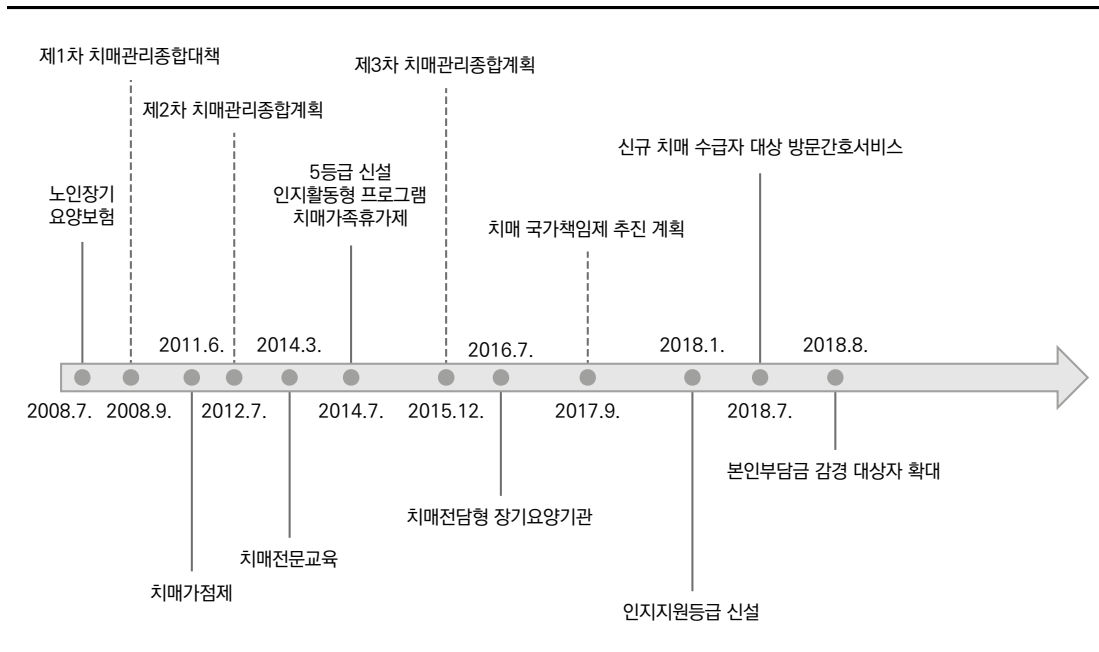 제1차 치매관리종합대책
제3차 치매관리종합계획
제2차 치매관리종합계획
신규 치매 수급자 대상 방문간호서비스
5등급 신설
인지활동형 프로그램
치매가족휴가제
노인장기
요양보험
치매 국가책임제 추진 계획
2011.6.
2014.3.
2016.7.
2018.1.
2018.8.
2008.7.
2008.9.
2012.7.
2014.7.
2015.12.
2017.9.
2018.7.
본인부담금 감경 대상자 확대
치매전담형 장기요양기관
치매전문교육
치매가점제
인지지원등급 신설